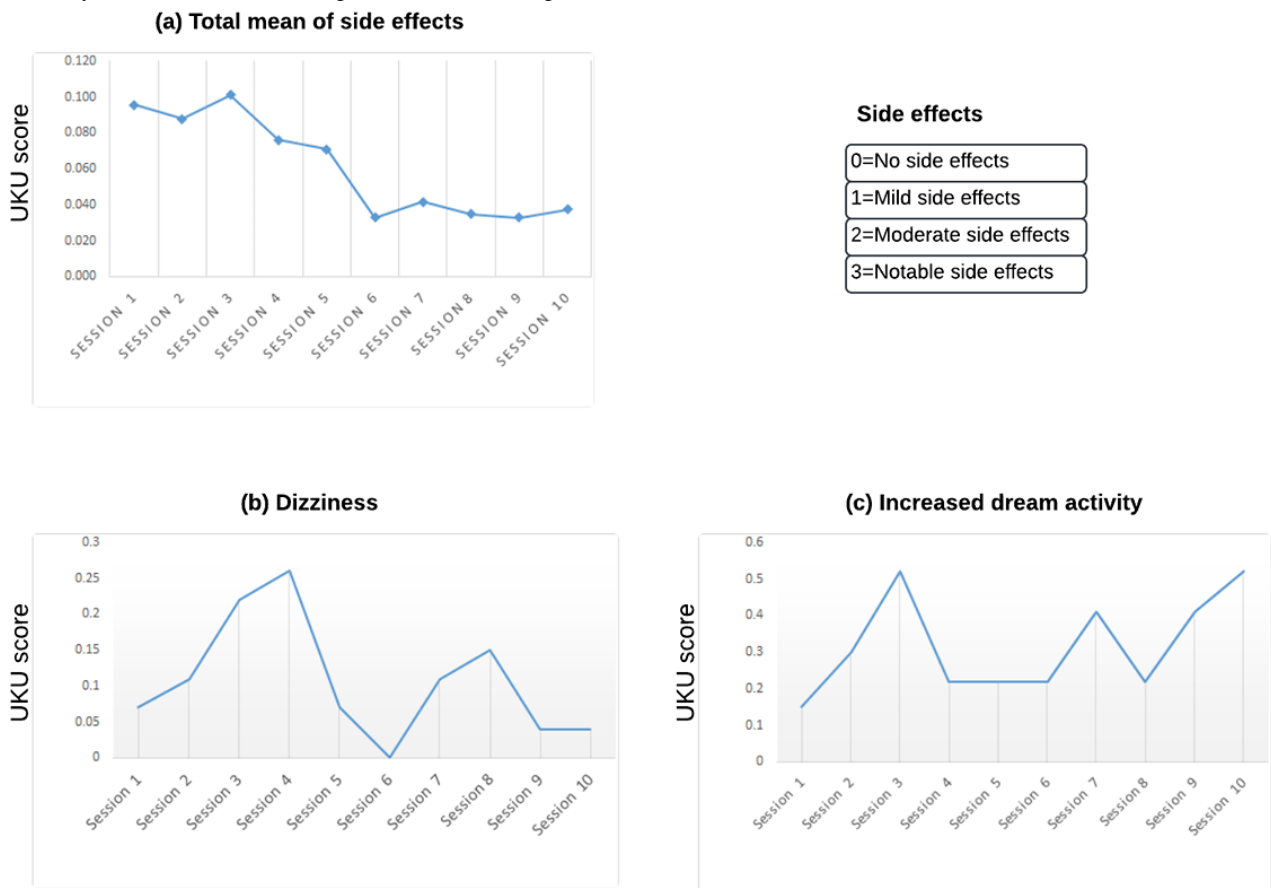 (a) Total mean of side effects
UKU score
0.120
0.100
0.080
0.060
0.040
0.020
0.000
SESSION 1
SESSION 2
SESSION 3
SESSION 4
SESSION 5
SESSION 6
SESSION 7
SESSION 8
SESSION 9
SESSION 10
Side effects
0=No side effects
1=Mild side effects
2=Moderate side effects
3=Notable side effects
(b) Dizziness
UKU score
0.3
0.25
0.2
0.15
0.1
0.05
0
Session 1
Session 2
Session 3
Session 4
Session 5
Session 6
Session 7
Session 8
Session 9
Session 10
(c) Increased dream activity
UKU score
0.6
0.5
0.4
0.3
0.2
0.1
0
Session 1
Session 2
Session 3
Session 4
Session 5
Session 6
Session 7
Session 8
Session 9
Session 10